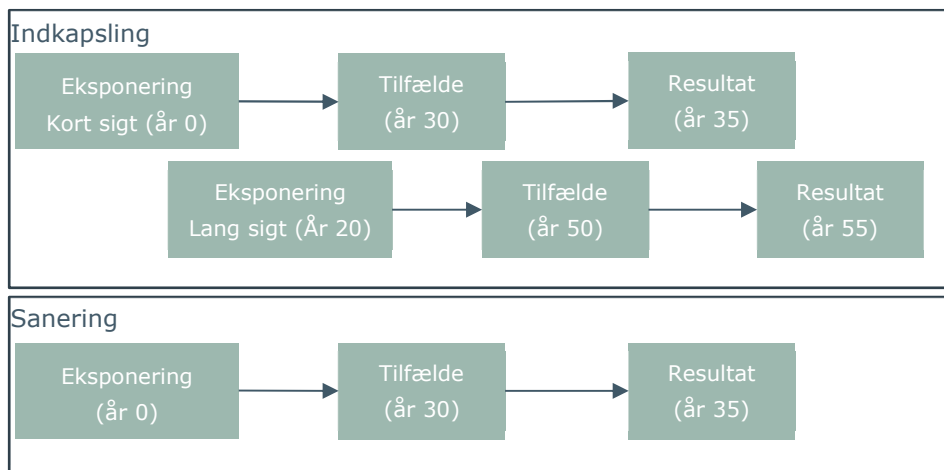 Indkapsling
Eksponering
Kort sigt (år 0)
Tilfælde
(år 30)
Resultat
(år 35)
Eksponering
Lang sigt (År 20)
Tilfælde
(år 50)
Resultat
(år 55)
Sanering
Eksponering
(år 0)
Tilfælde
(år 30)
Resultat
(år 35)